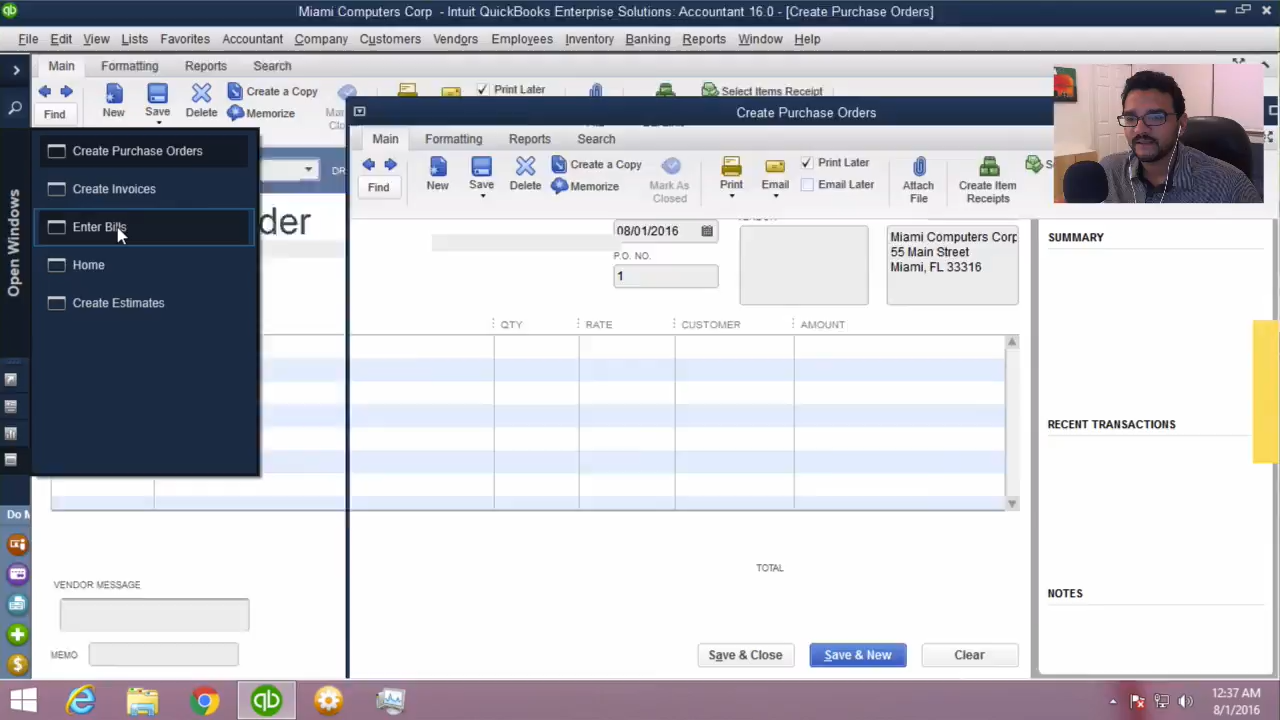 Miami Computers Corp - Intuit QuickBooks Enterprise Solutions: Accountant 16.0 - [Create Purchase Orders]
File Edit View Lists Favorites Accountant Company Customers Vendors Employees Inventory Banking Reports Window Help
Main Formatting Reports Search
Find New Save Delete Create a Copy Memorize Print Later Select Items Receipt
Open Windows
Create Purchase Orders
Create Invoices
Enter Bills
Home
Create Estimates
der
Create Purchase Orders
Main Formatting Reports Search
Find New Save Delete Create a Copy Memorize Mark As Closed Print Email Print Later Email Later Attach File Create Item Receipts
08/01/2016
P.O. NO.
1
Miami Computers Corp
55 Main Street
Miami, FL 33316
QTY RATE CUSTOMER AMOUNT
SUMMARY
RECENT TRANSACTIONS
NOTES
Do M
TOTAL
VENDOR MESSAGE
MEMO
Save & Close Save & New Clear
12:37 AM
8/1/2016